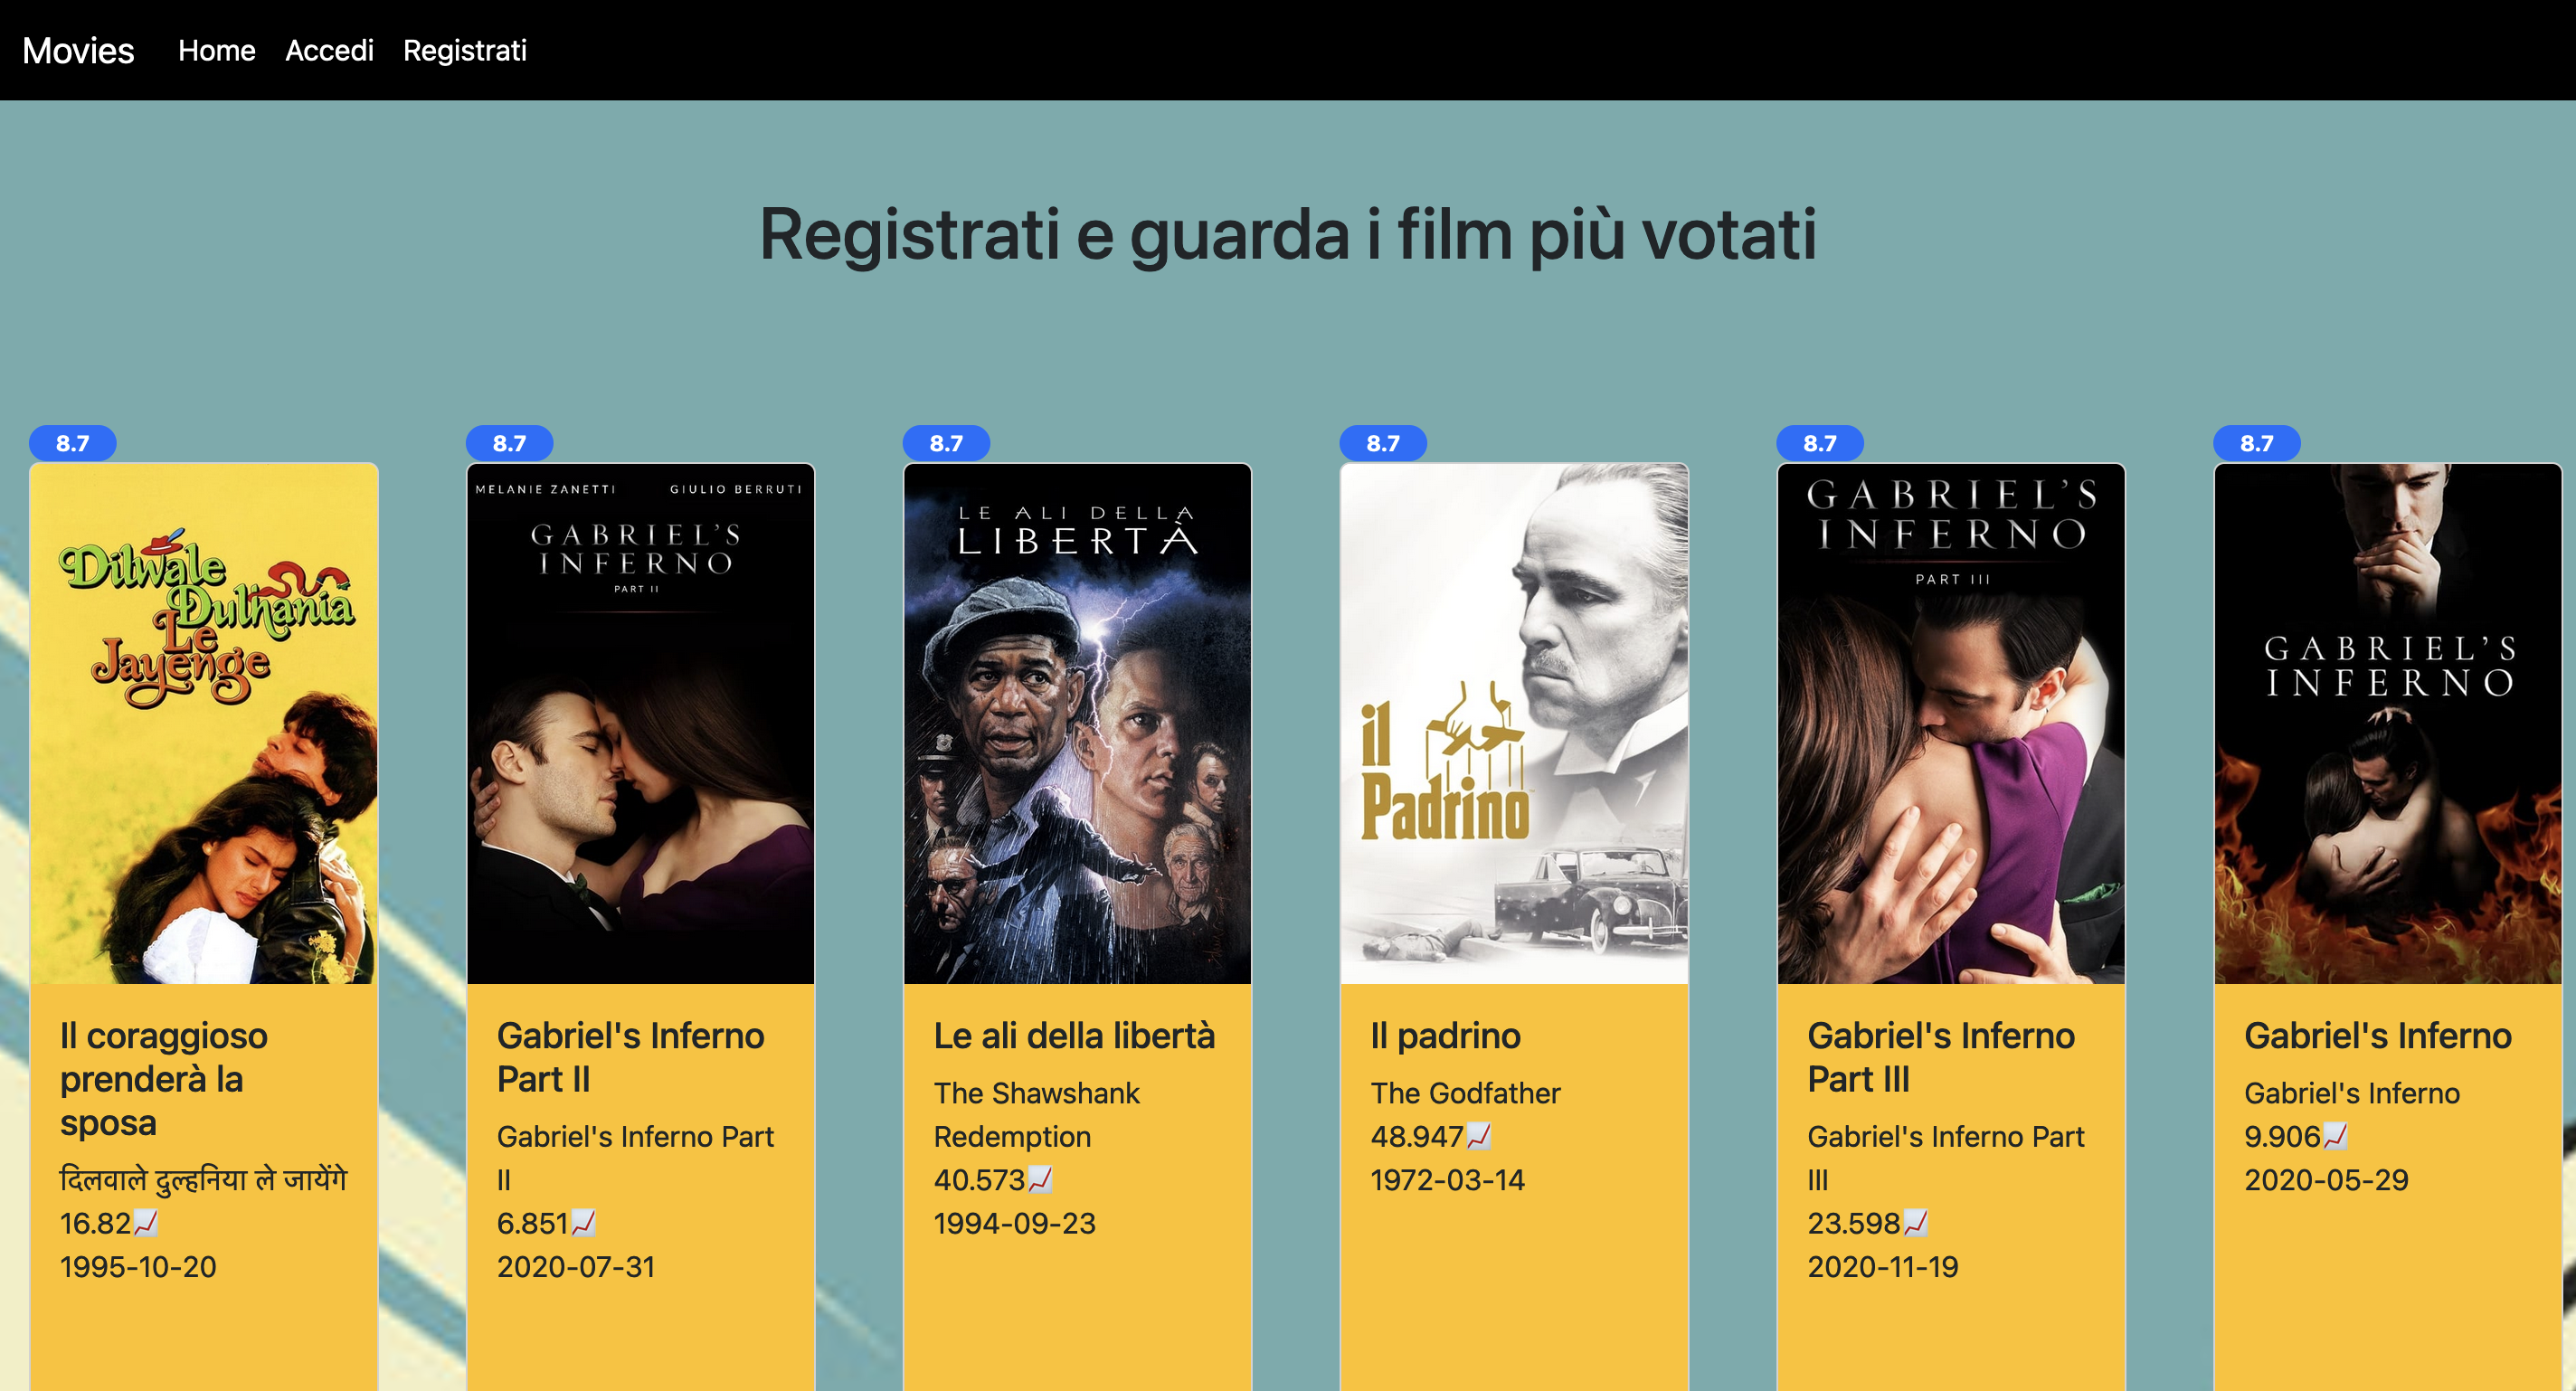 Movies Home Accedi Registrati
Registrati e guarda i film più votati
8.7
Dilwale
Dulhania
Le
Jayenge
Il coraggioso
prenderà la
sposa
दिलवाले दुल्हनिया ले जायेंगे
16.82
1995-10-20
8.7
MELANIE ZANETTI GIULIO BERRUTI
GABRIEL'S
INFERNO
PART II
Gabriel's Inferno
Part II
Gabriel's Inferno Part
II
6.851
2020-07-31
8.7
LE ALI DELLA
LIBERTÀ
Le ali della libertà
The Shawshank
Redemption
40.573
1994-09-23
8.7
il
Padrino
Il padrino
The Godfather
48.947
1972-03-14
8.7
GABRIEL'S
INFERNO
PART III
Gabriel's Inferno
Part III
Gabriel's Inferno Part
III
23.598
2020-11-19
8.7
GABRIEL'S
INFERNO
Gabriel's Inferno
Gabriel's Inferno
9.906
2020-05-29